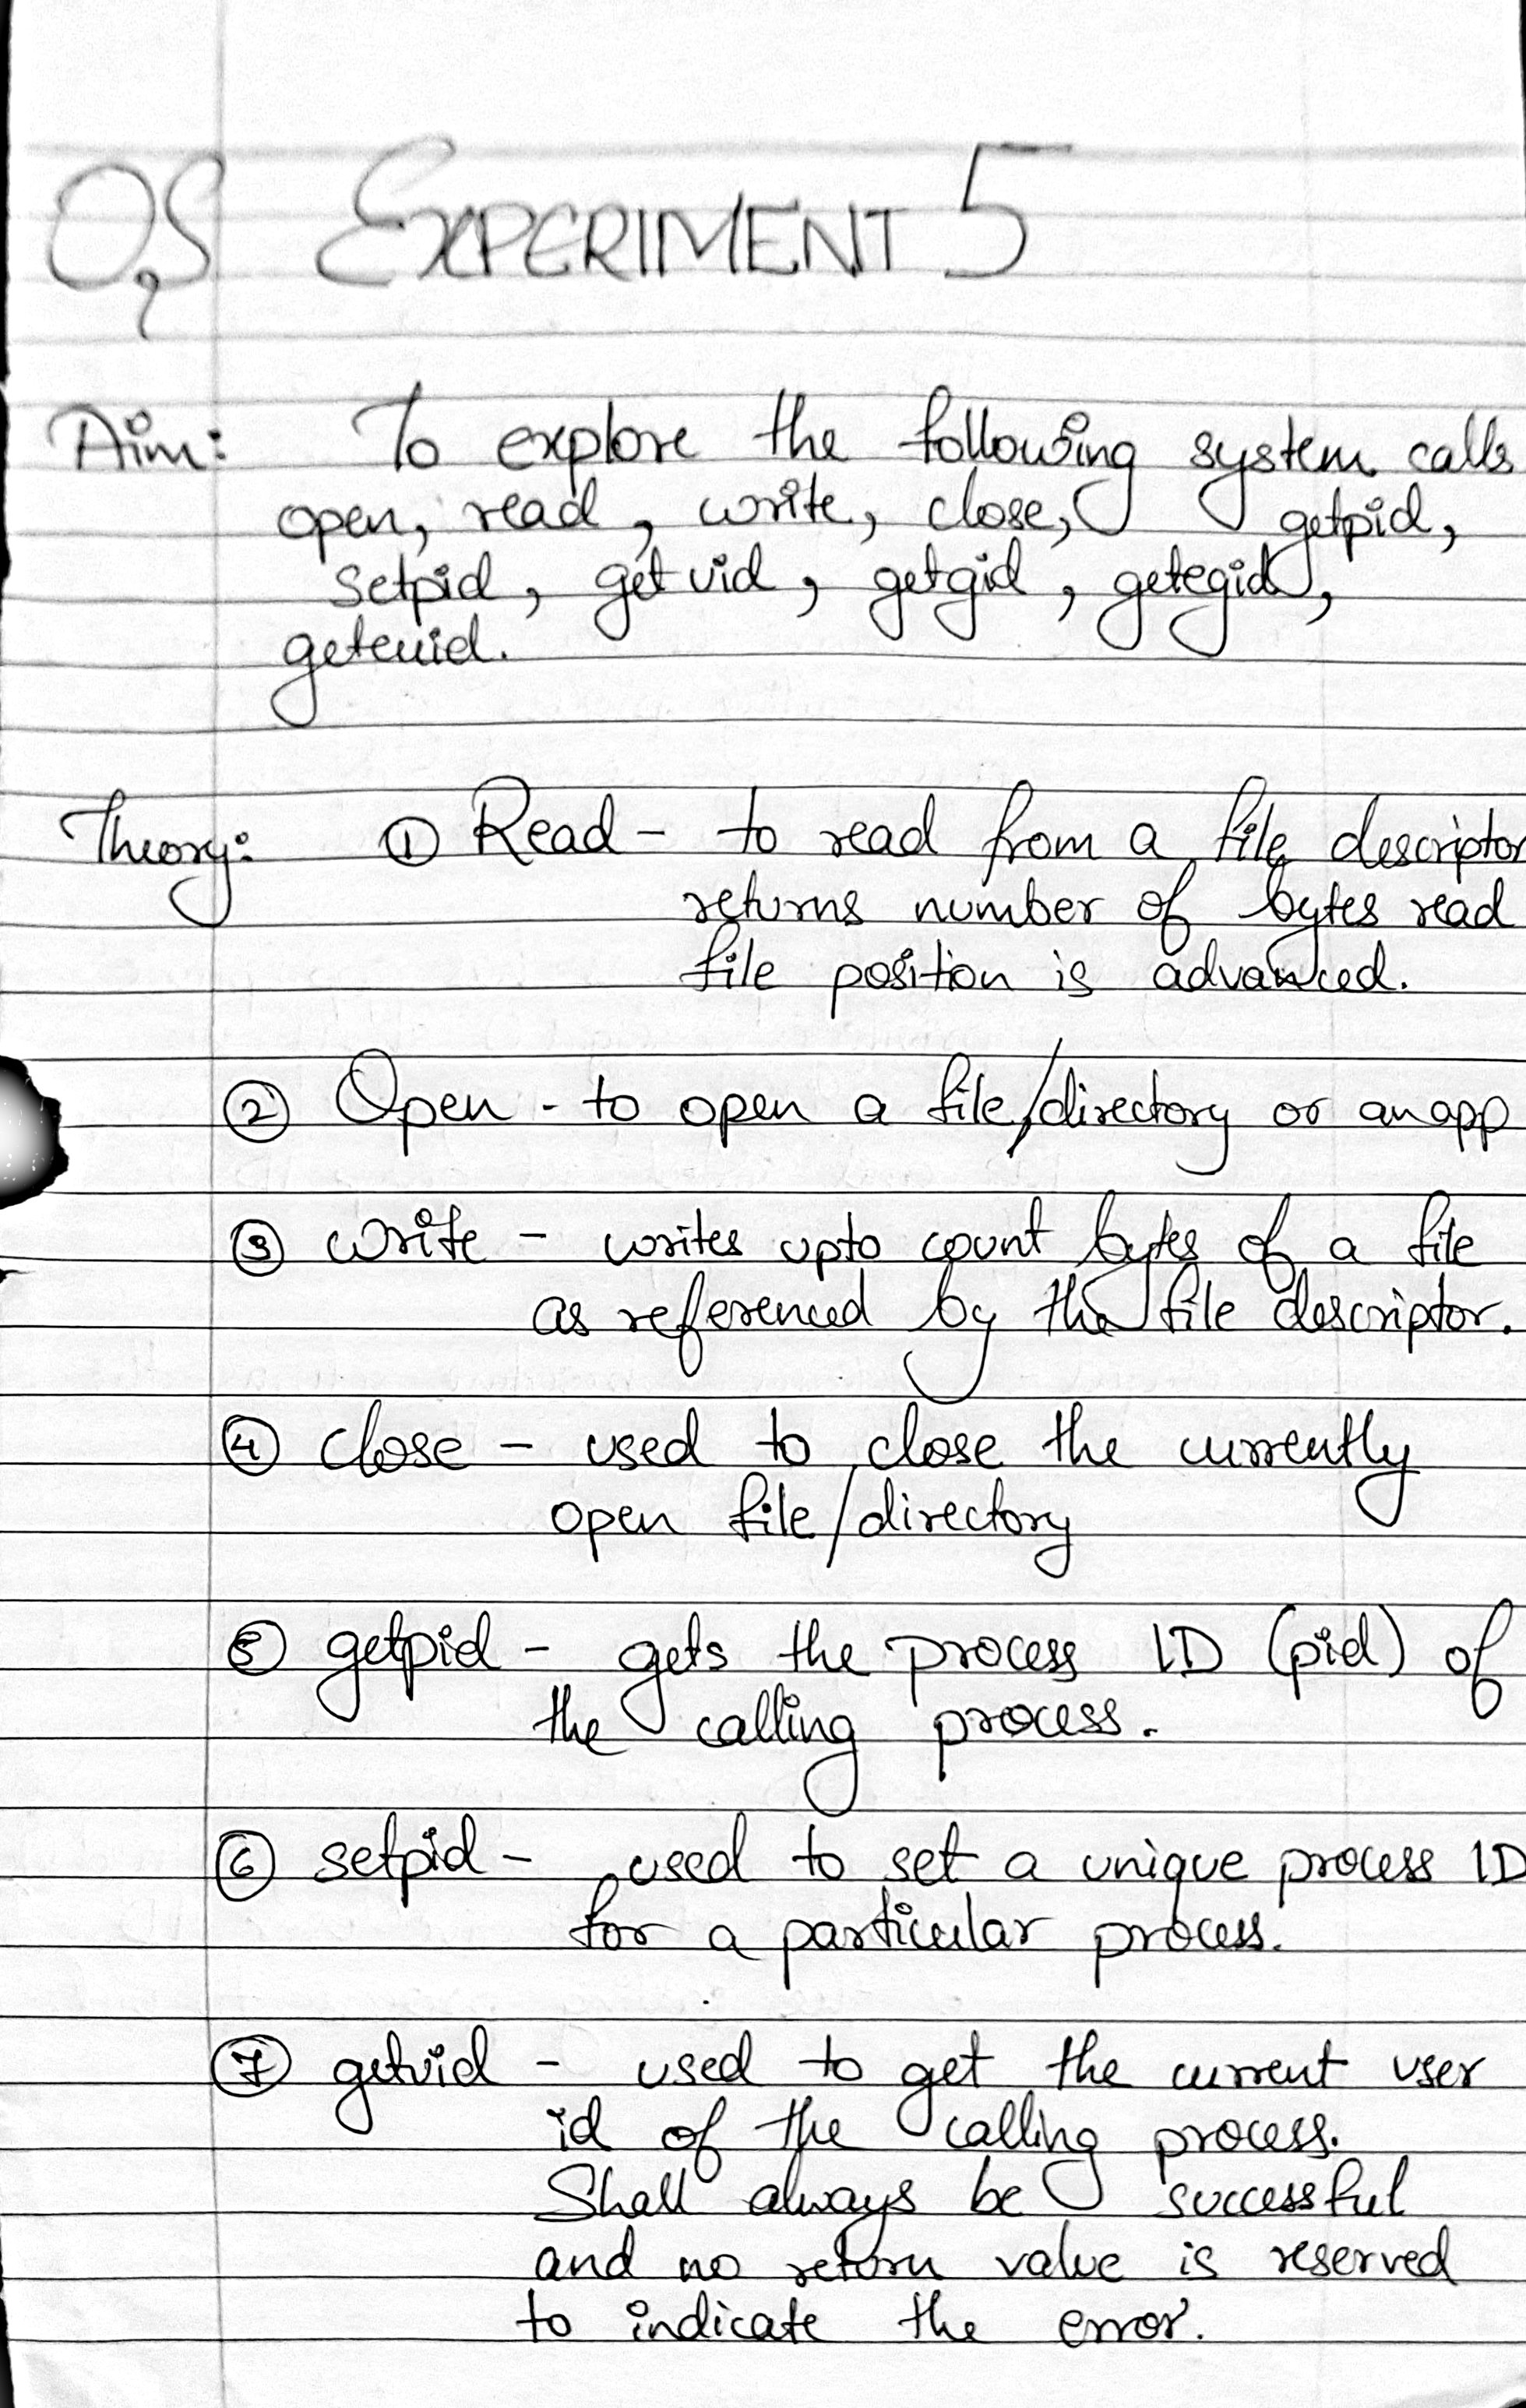 O,S EXPERIMENT 5
Aim: To explore the following system calls
open, read, write, close, getpid,
setpid, getuid, getgid, getegid,
geteuid.
Theory: ① Read - to read from a file descriptor
returns number of bytes read
file position is advanced.
② Open - to open a file/directory or an app
③ write - writes upto count bytes of a file
as referenced by the file descriptor.
④ close - used to close the currently
open file/directory
⑤ getpid - gets the process ID (pid) of
the calling process.
⑥ setpid - used to set a unique process ID
for a particular process.
⑦ getuid - used to get the current user
id of the calling process.
Shall always be successful
and no return value is reserved
to indicate the error.